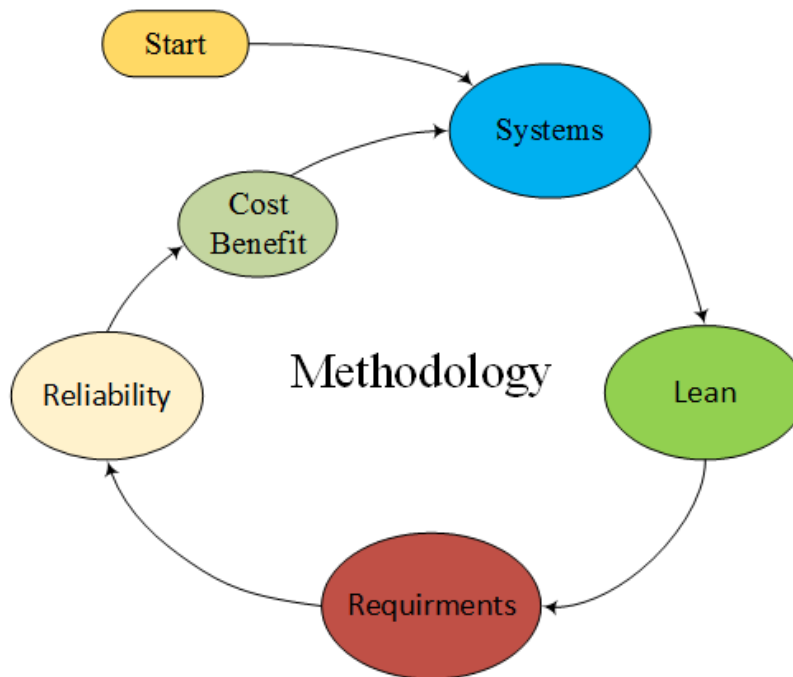 Start
Systems
Cost
Benefit
Methodology
Reliability
Lean
Requirments